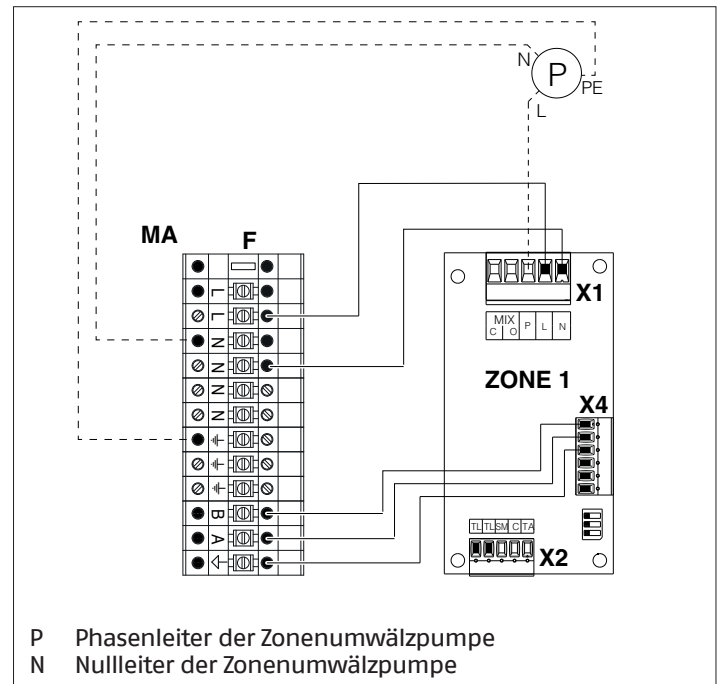 N
P
PE
L
MA F
L
L
N
N
N
N
B
A
X1
MIX
C O P L N
ZONE 1
X4
TL TL SM C TA
X2
P Phasenleiter der Zonenumwälzpumpe
N Nullleiter der Zonenumwälzpumpe